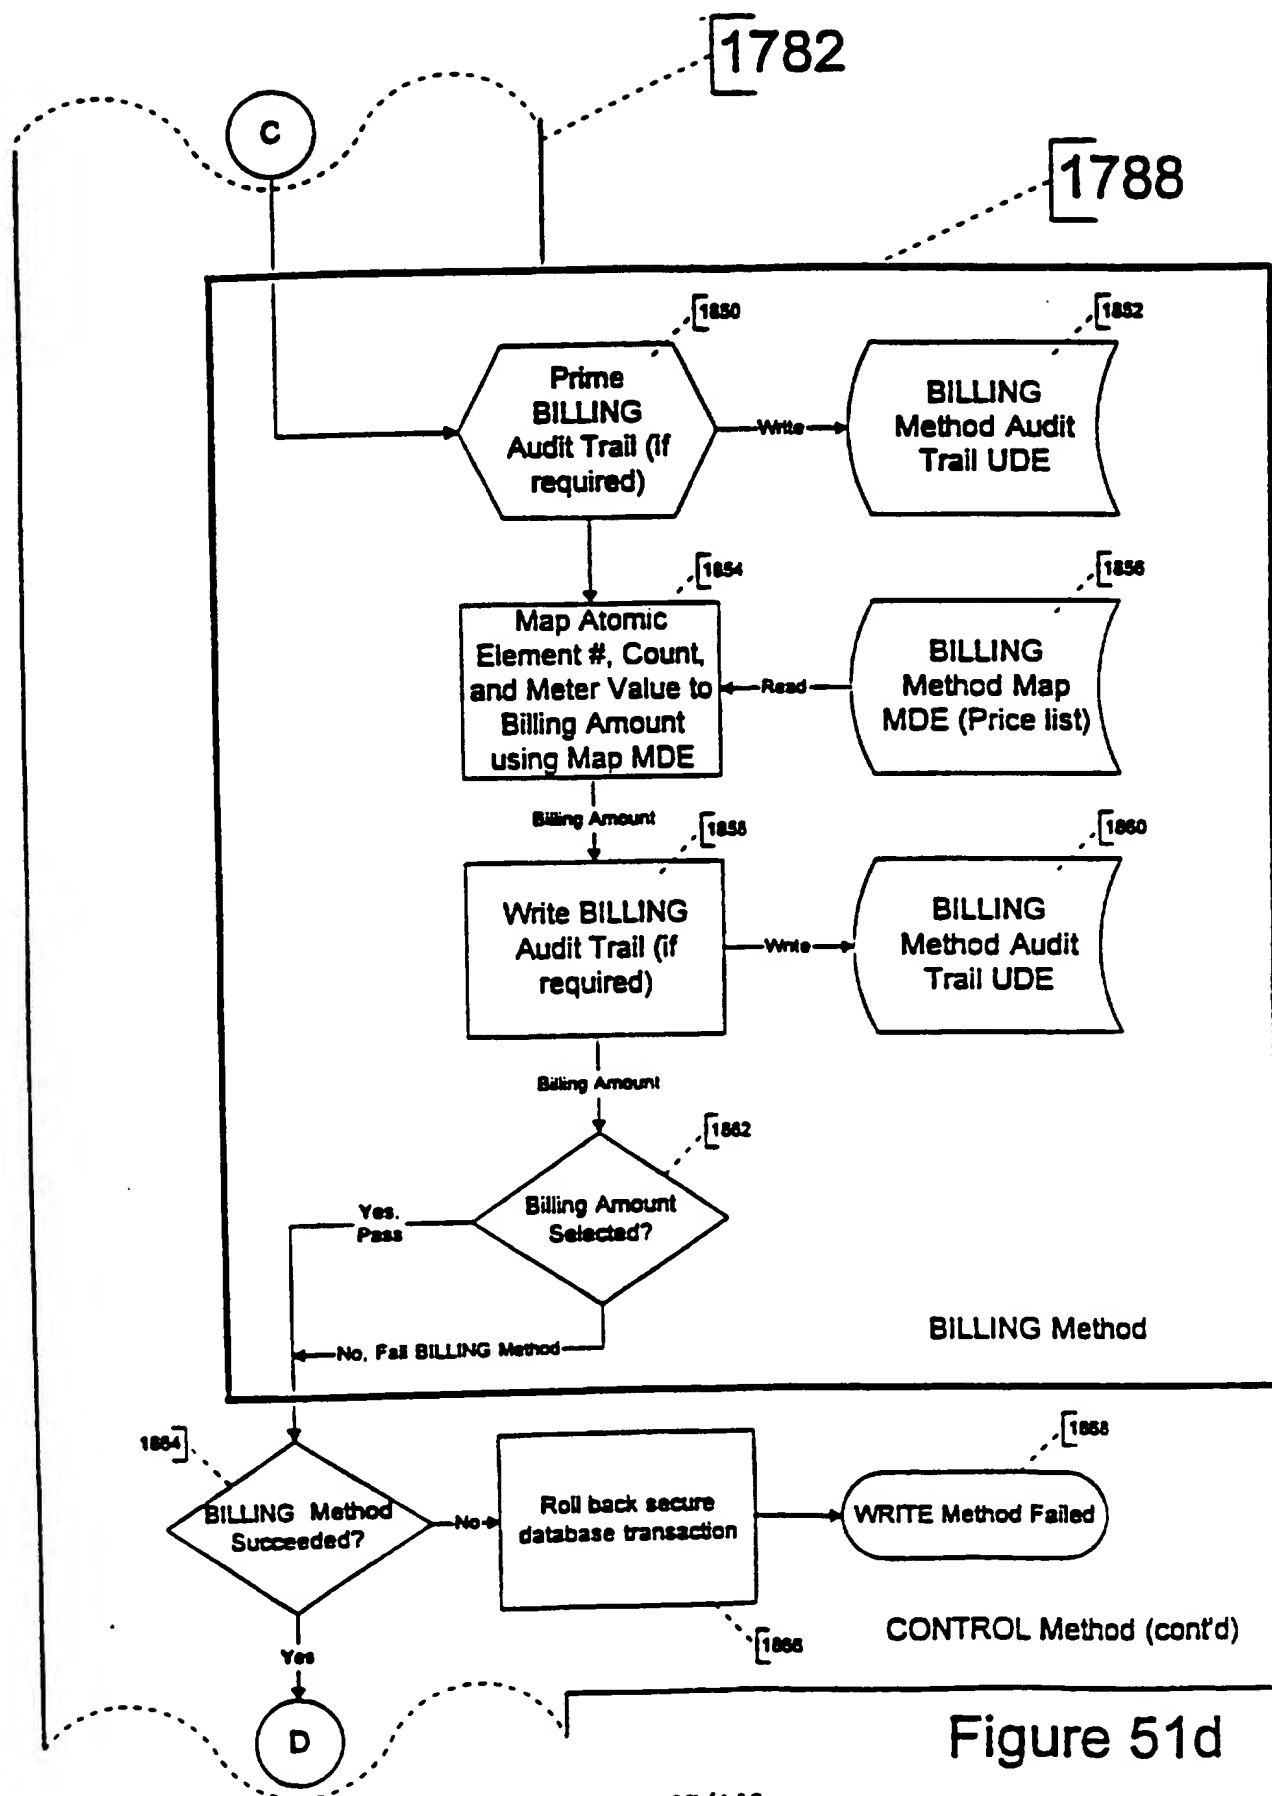 1782
C
1788
1850
1852
Prime
BILLING
Audit Trail (if
required)
Write
BILLING
Method Audit
Trail UDE
1854
1856
Map Atomic
Element #, Count,
and Meter Value to
Billing Amount
using Map MDE
Read
BILLING
Method Map
MDE (Price list)
Billing Amount
1858
1860
Write BILLING
Audit Trail (if
required)
Write
BILLING
Method Audit
Trail UDE
Billing Amount
1862
Billing Amount
Selected?
Yes,
Pass
No, Fail BILLING Method
BILLING Method
1864
1868
BILLING Method
Succeeded?
No
Roll back secure
database transaction
WRITE Method Failed
1866
CONTROL Method (cont'd)
Yes
D
Figure 51d